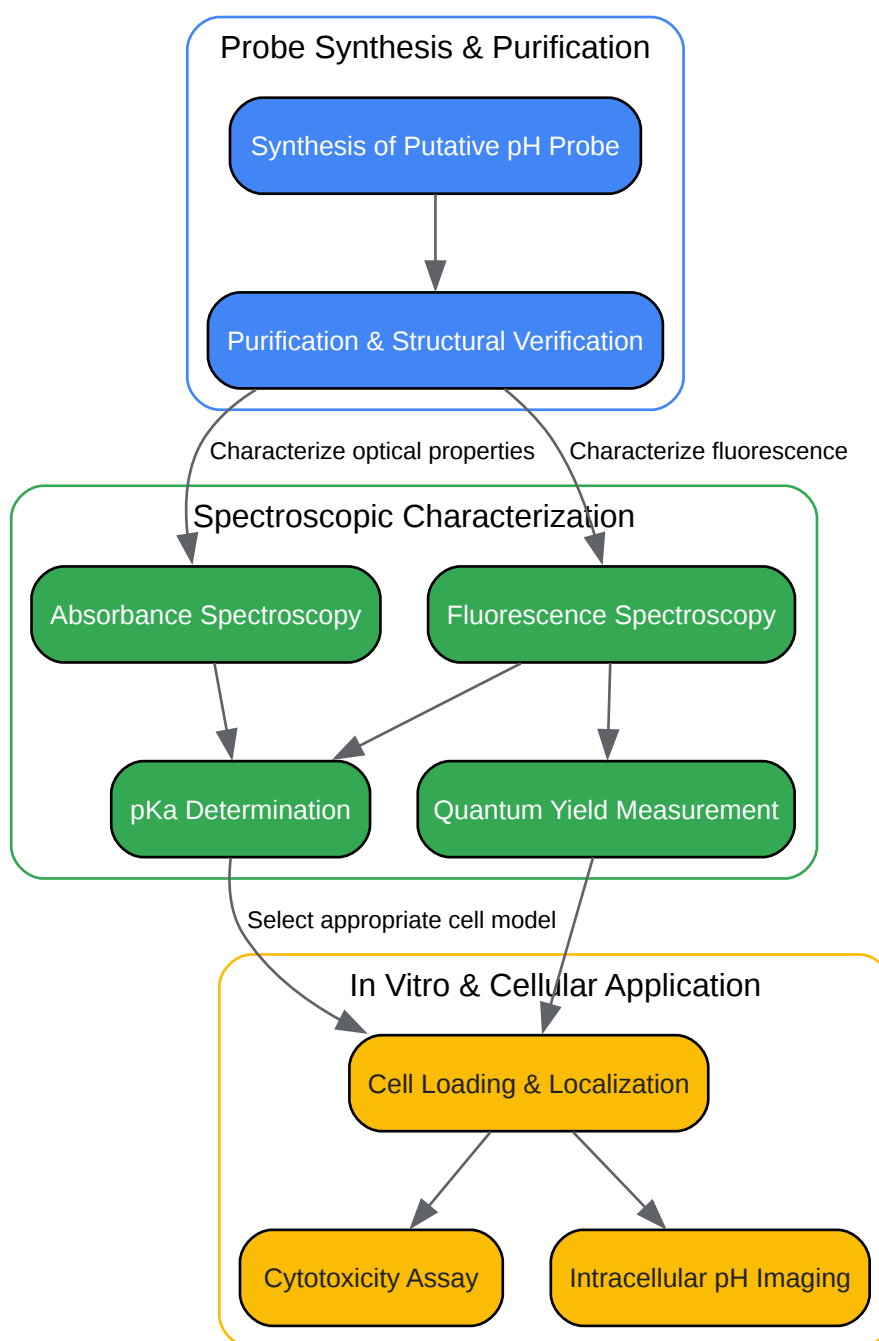 Probe Synthesis & Purification
Synthesis of Putative pH Probe
Purification & Structural Verification
Characterize optical properties
Characterize fluorescence
Spectroscopic Characterization
Absorbance Spectroscopy
Fluorescence Spectroscopy
pKa Determination
Quantum Yield Measurement
Select appropriate cell model
In Vitro & Cellular Application
Cell Loading & Localization
Cytotoxicity Assay
Intracellular pH Imaging